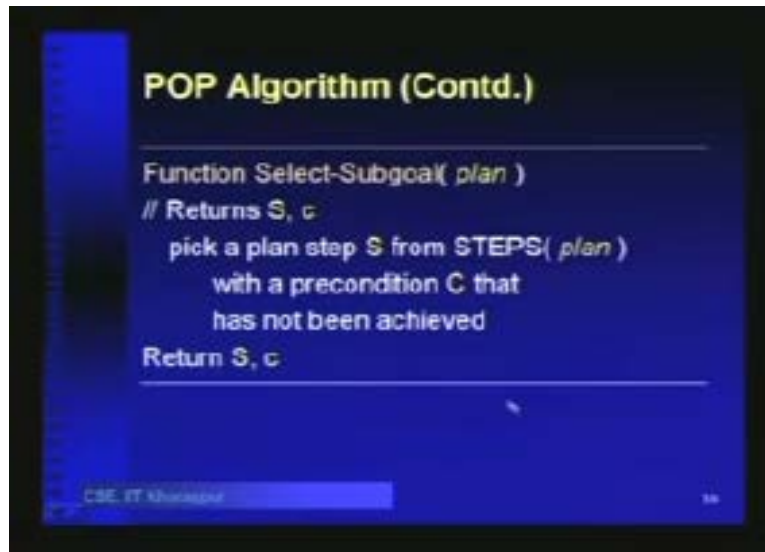 POP Algorithm (Contd.)
Function Select-Subgoal( plan )
// Returns S, c
pick a plan step S from STEPS( plan )
with a precondition C that
has not been achieved
Return S, c
CSE, IIT Kharagpur